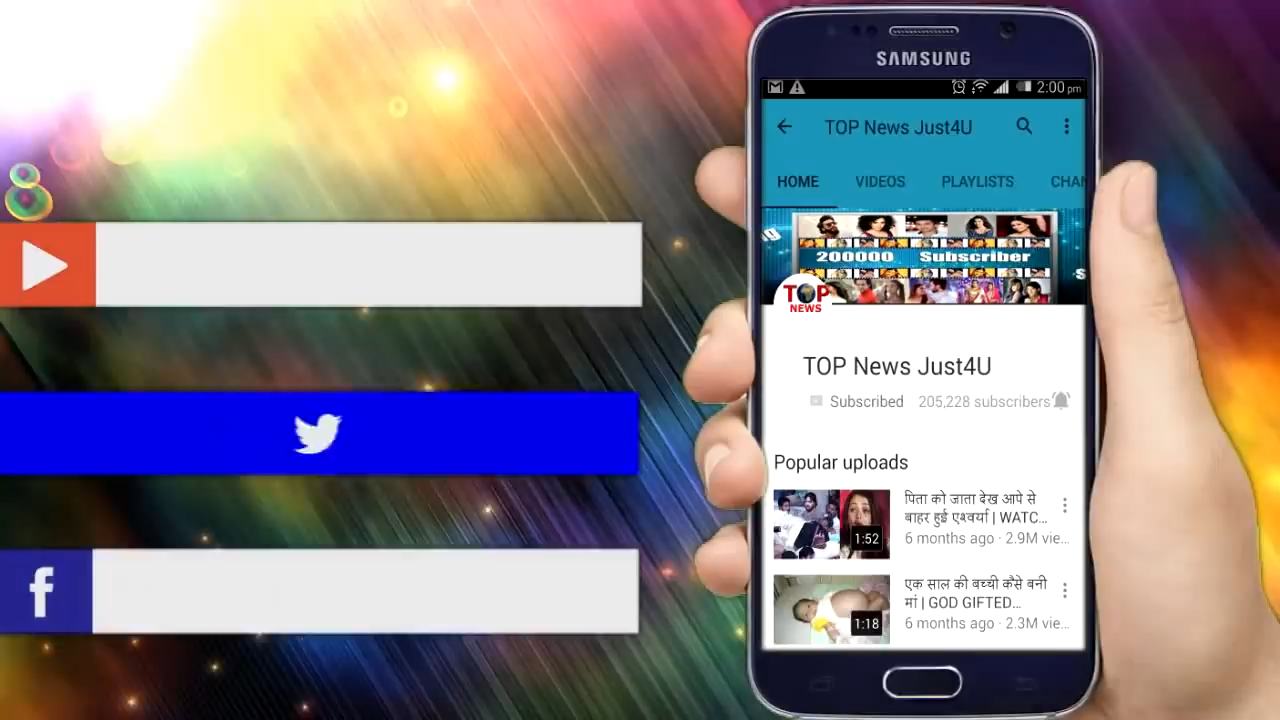 SAMSUNG
2:00 pm
TOP News Just4U
HOME VIDEOS PLAYLISTS CHAN
200000 Subscriber
TOP
NEWS
TOP News Just4U
Subscribed 205,228 subscribers
Popular uploads
पिता को जाता देख आपे से
बाहर हुई एश्वर्या | WATC...
1:52
6 months ago · 2.9M vie...
एक साल की बच्ची कैसे बनी
मां | GOD GIFTED...
1:18
6 months ago · 2.3M vie...